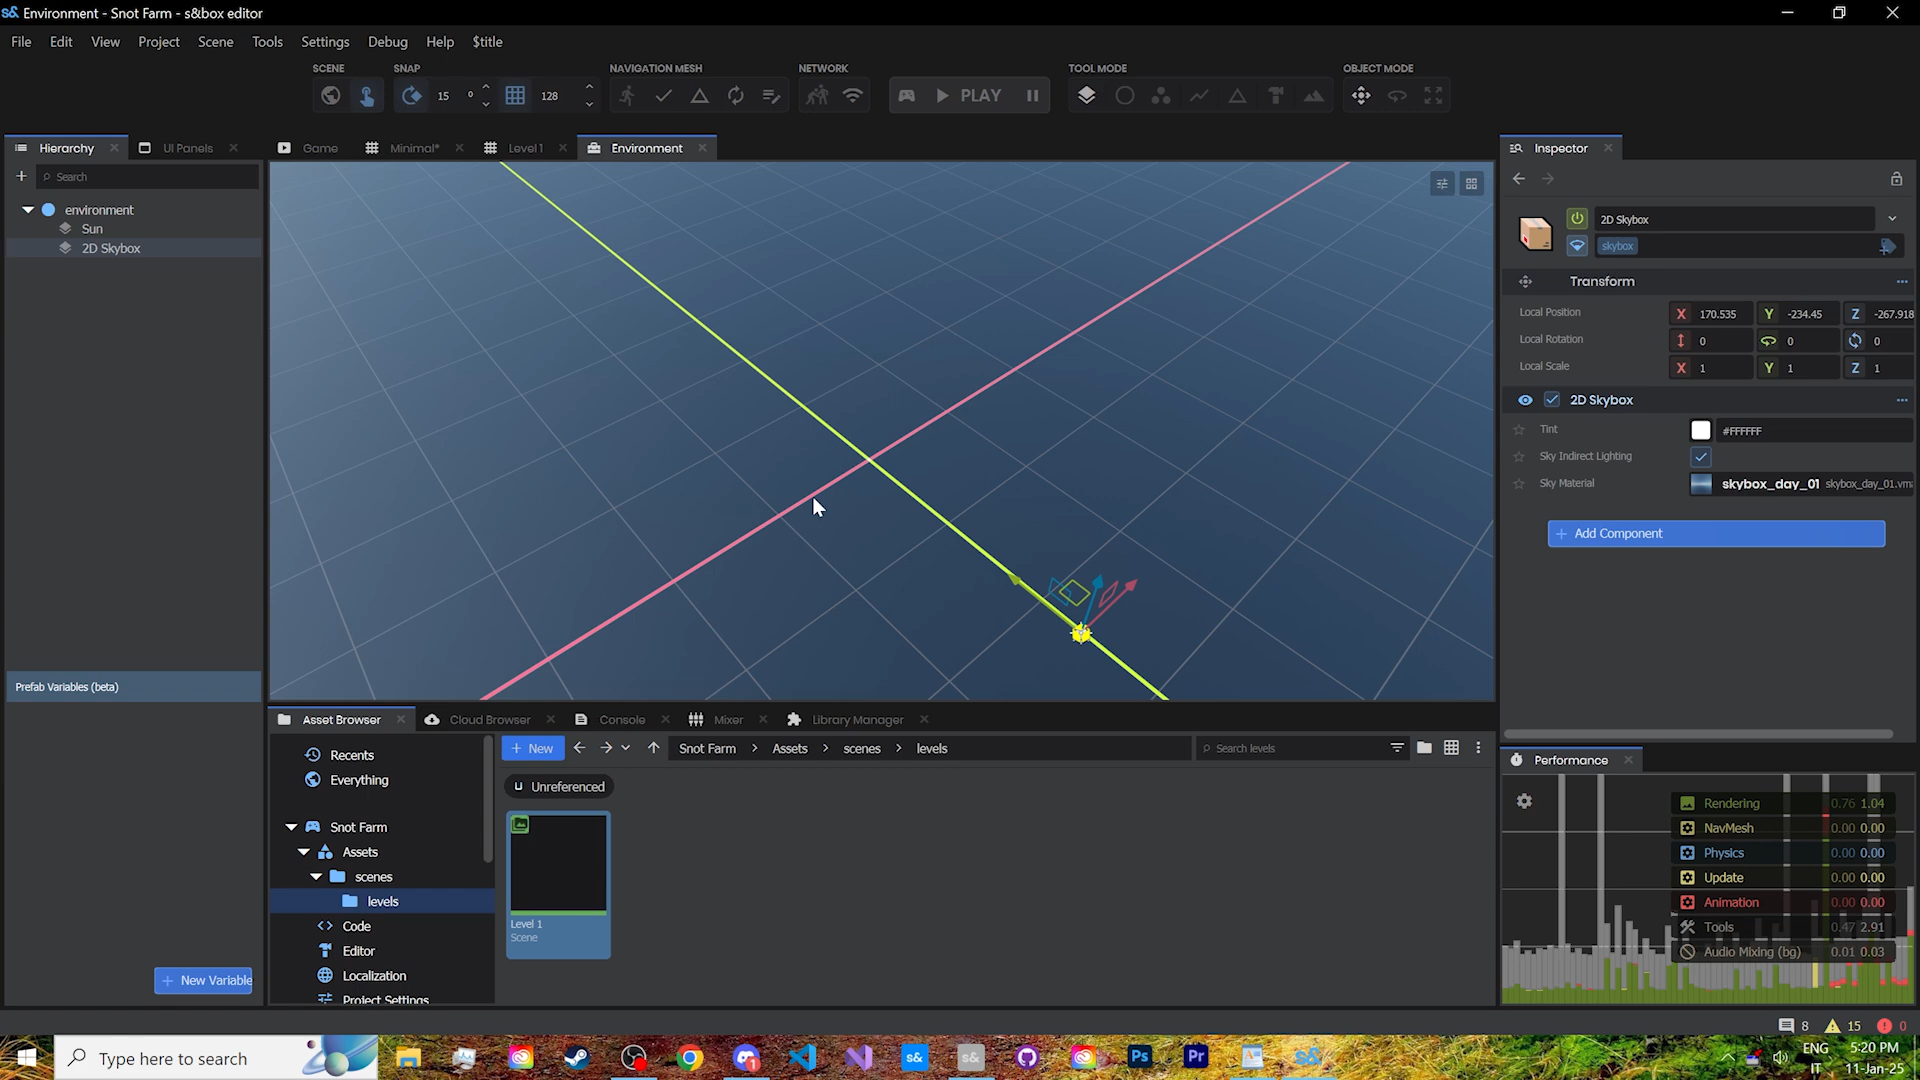 s& Environment - Snot Farm - s&box editor
File Edit View Project Scene Tools Settings Debug Help $title
SCENE SNAP NAVIGATION MESH NETWORK TOOL MODE OBJECT MODE
15 ° 128 PLAY
Hierarchy UI Panels Game Minimal* Level 1 Environment Inspector
Search
environment
Sun
2D Skybox
2D Skybox
skybox
Transform
Local Position X 170.535 Y -234.45 Z -267.918
Local Rotation 0 0 0
Local Scale X 1 Y 1 Z 1
2D Skybox
Tint #FFFFFF
Sky Indirect Lighting
Sky Material skybox_day_01 skybox_day_01.vm
Add Component
Prefab Variables (beta)
New Variable
Asset Browser Cloud Browser Console Mixer Library Manager
Recents
Everything
Snot Farm
Assets
scenes
levels
Code
Editor
Localization
Project Settings
New Snot Farm Assets scenes levels Search levels
Unreferenced
Level 1
Scene
Performance
Rendering 0.76 1.04
NavMesh 0.00 0.00
Physics 0.00 0.00
Update 0.00 0.00
Animation 0.00 0.00
Tools 0.47 2.91
Audio Mixing (bg) 0.01 0.03
8 15 0
Type here to search
s& s& Ps Pr s&
ENG
IT
5:20 PM
11-Jan-25